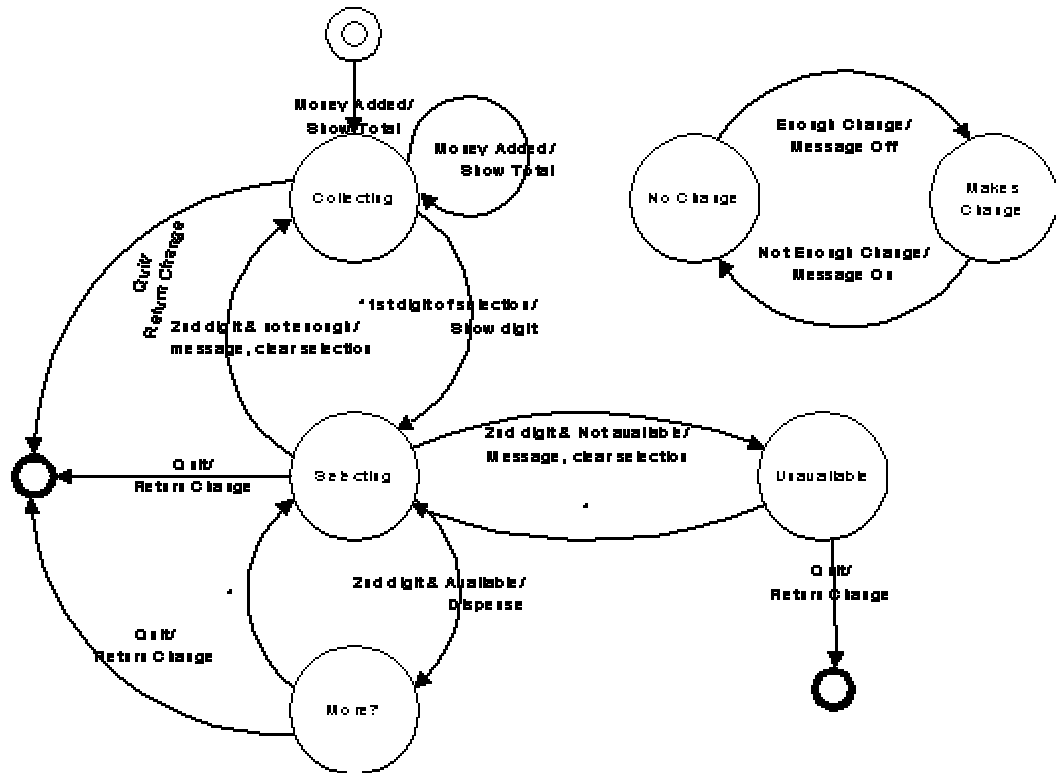 Money Added/
Show Total
Money Added/
Show Total
Collecting
Enough Change/
Message Off
No Change
Makes
Change
Not Enough Change/
Message On
Quit/
Return Change
2nd digit & not enough/
message, clear selection
*1st digit of selection/
Show digit
Selecting
2nd digit & Not available/
Message, clear selection
Unavailable
Quit/
Return Change
*
2nd digit & Available/
Dispense
*
Quit/
Return Change
Quit/
Return Change
More?